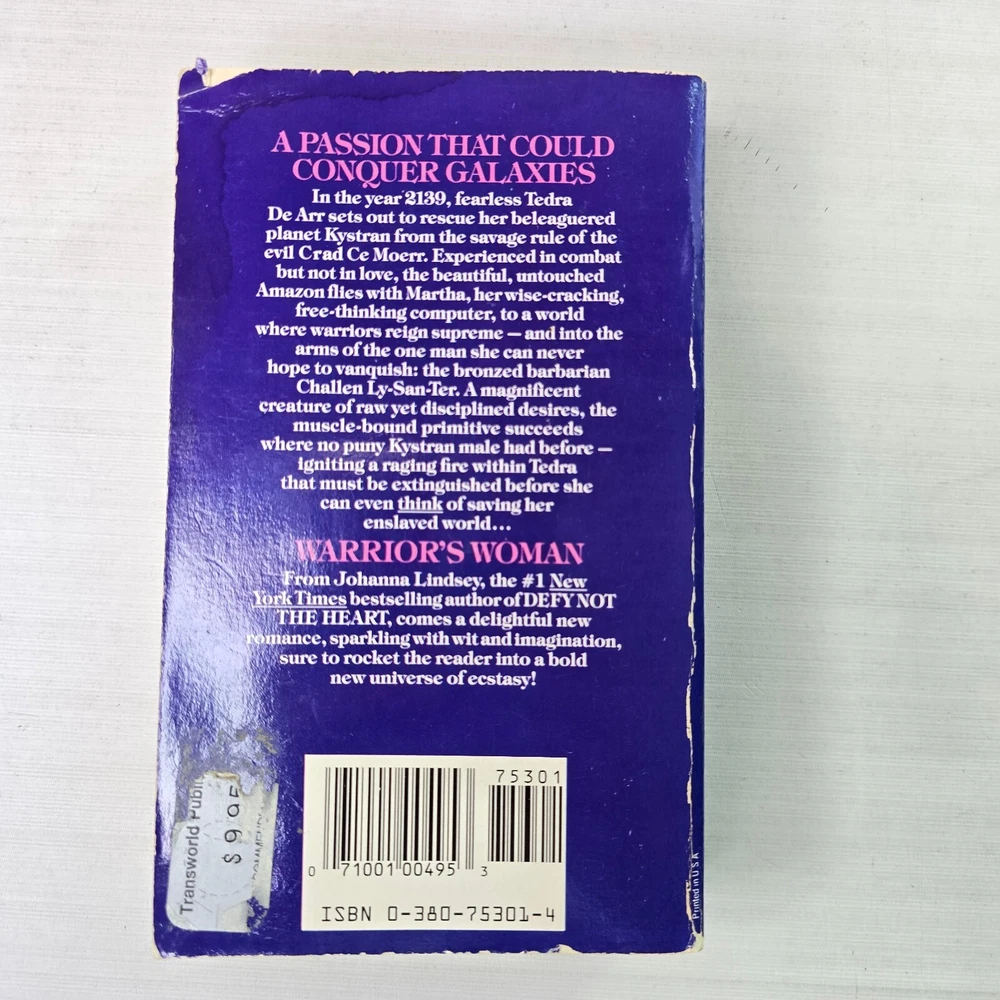 A PASSION THAT COULD
CONQUER GALAXIES
In the year 2139, fearless Tedra
De Arr sets out to rescue her beleaguered
planet Kystran from the savage rule of the
evil Crad Ce Moerr. Experienced in combat
but not in love, the beautiful, untouched
Amazon flies with Martha, her wise-cracking,
free-thinking computer, to a world
where warriors reign supreme — and into the
arms of the one man she can never
hope to vanquish: the bronzed barbarian
Challen Ly-San-Ter. A magnificent
creature of raw yet disciplined desires, the
muscle-bound primitive succeeds
where no puny Kystran male had before —
igniting a raging fire within Tedra
that must be extinguished before she
can even think of saving her
enslaved world...
WARRIOR'S WOMAN
From Johanna Lindsey, the #1 New
York Times bestselling author of DEFY NOT
THE HEART, comes a delightful new
romance, sparkling with wit and imagination,
sure to rocket the reader into a bold
new universe of ecstasy!
75301
0 71001 00495 3
ISBN 0-380-75301-4
Transworld
$9.95
Printed in U S A